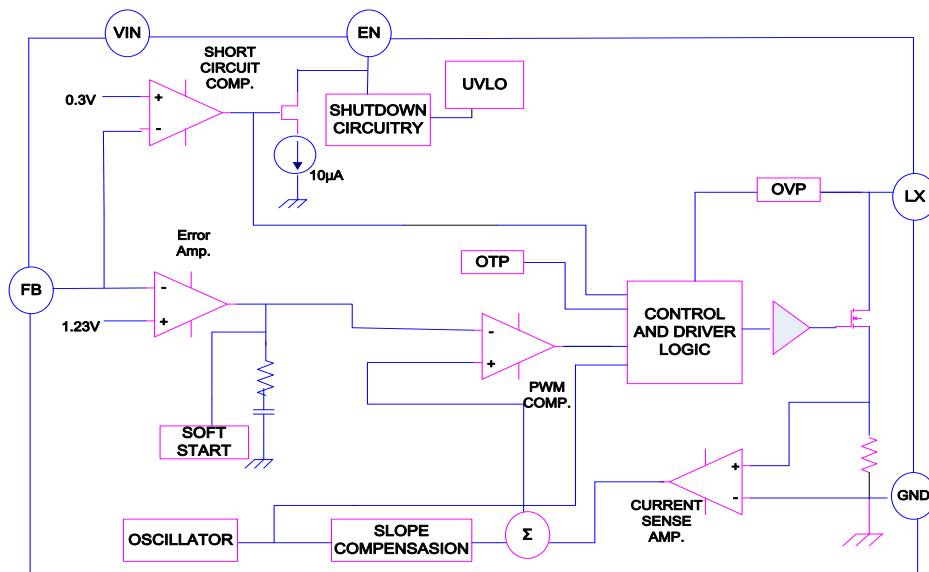 VIN
EN
SHORT
CIRCUIT
COMP.
UVLO
0.3V
+
-
SHUTDOWN
CIRCUITRY
10µA
OVP
LX
Error
Amp.
OTP
FB
-
1.23V
+
CONTROL
AND DRIVER
LOGIC
-
+
PWM
COMP.
SOFT
START
+
-
CURRENT
SENSE
AMP.
GND
OSCILLATOR
SLOPE
COMPENSASION
Σ